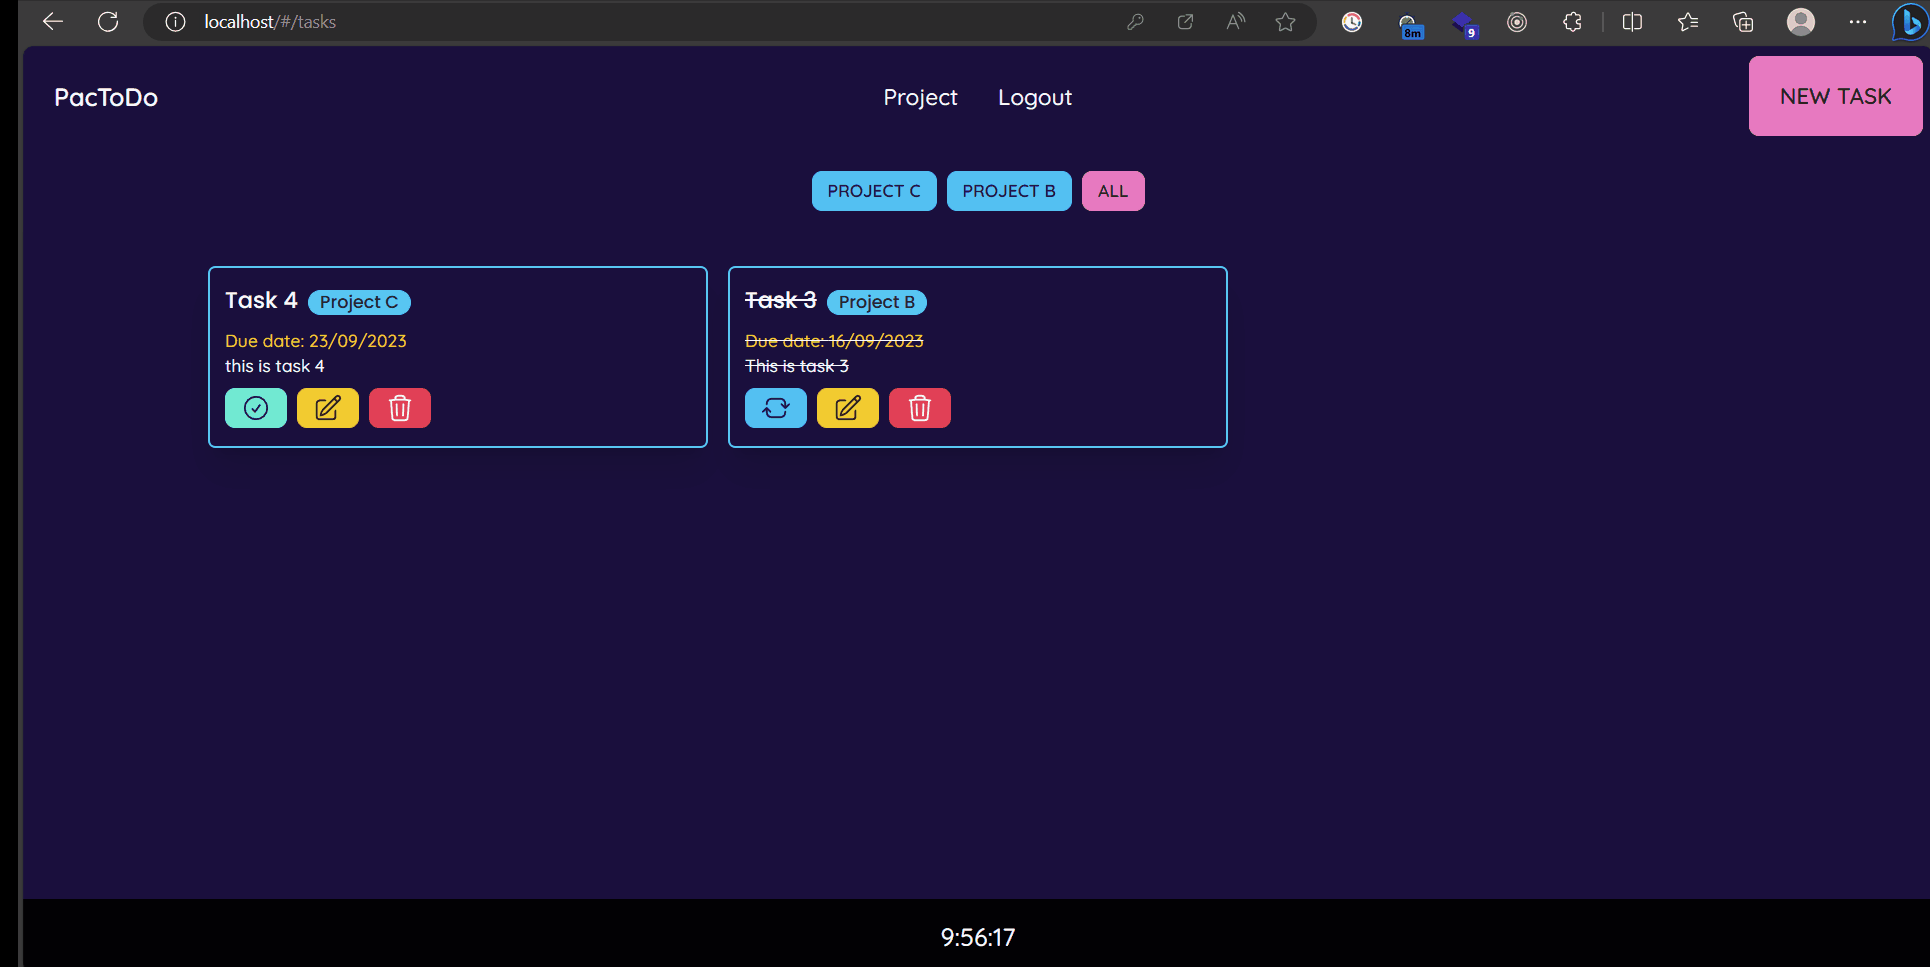 localhost/#/tasks
8m
9
PacToDo
Project
Logout
NEW TASK
PROJECT C
PROJECT B
ALL
Task 4 Project C
Due date: 23/09/2023
this is task 4
Task 3 Project B
Due date: 16/09/2023
This is task 3
9:56:17